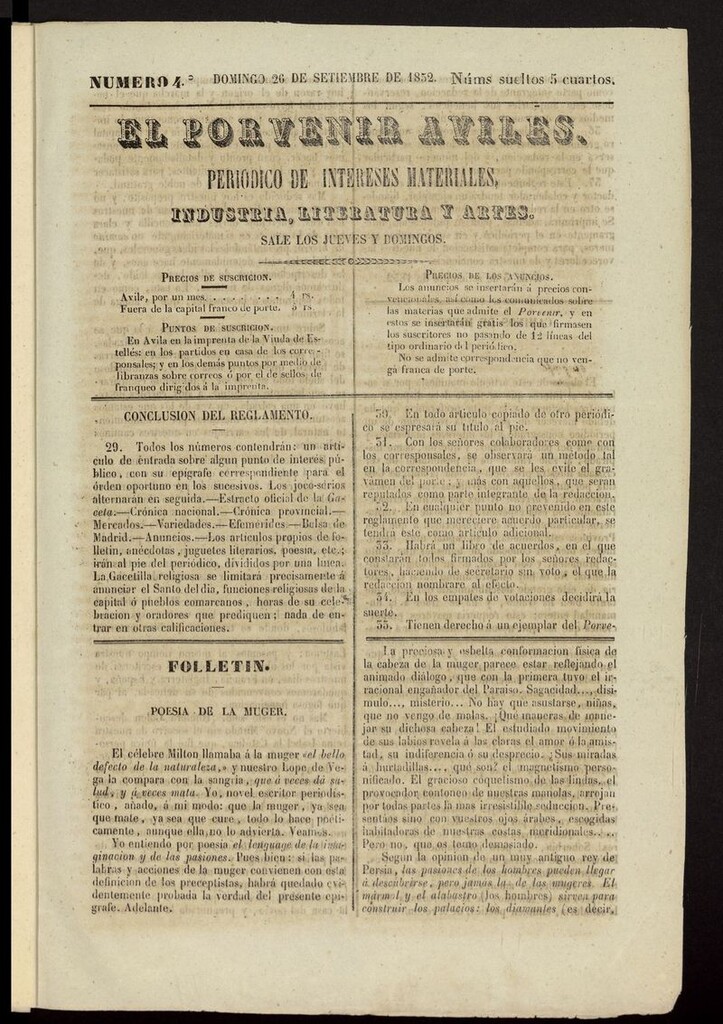 NUMERO 4.º DOMINGO 26 DE SETIEMBRE DE 1852. Núms sueltos 5 cuartos.
EL PORVENIR AVILÉS.
PERIODICO DE INTERESES MATERIALES,
INDUSTRIA, LITERATURA Y ARTES.
SALE LOS JUEVES Y DOMINGOS.
PRECIOS DE SUSCRICION.
Avila, por un mes. . . . . . . . . 4 rs.
Fuera de la capital franco de porte. 5 rs
PUNTOS DE SUSCRICION.
En Avila en la imprenta de la Viuda de Es-
tellés: en los partidos en casa de los corres-
ponsales; y en los demás puntos por medio de
libranzas sobre correos ó por el de sellos de
franqueo dirigidos á la imprenta.
PRECIOS DE LOS ANUNCIOS.
Los anuncios se insertarán á precios con-
vencionales, así como los comunicados sobre
las materias que admite el Porvenir, y en
estos se insertarán gratis los que firmasen
los suscritores no pasando de 12 líneas del
tipo ordinario del periódico.
No se admite correspondencia que no ven-
ga franca de porte.
CONCLUSION DEL REGLAMENTO.
29. Todos los números contendrán: un artí-
culo de entrada sobre algun punto de interés pú-
blico, con su epígrafe correspondiente para el
órden oportuno en los sucesivos. Los joco-sérios
alternarán en seguida.—Estracto oficial de la Ga-
ceta.—Crónica nacional.—Crónica provincial.—
Mercados.—Variedades.—Efemérides.—Bolsa de
Madrid.—Anuncios.—Los artículos propios de fo-
lletin, anécdotas, juguetes literarios, poesia, etc.;
irán al pie del periódico, divididos por una linea.
La Gacetilla religiosa se limitará precisamente á
anunciar el Santo del dia, funciones religiosas de la
capital ó pueblos comarcanos, horas de su cele-
bracion y oradores que prediquen; nada de en-
trar en otras calificaciones.
30. En todo artículo copiado de otro periódi-
co se espresará su título al pie.
31. Con los señores colaboradores come con
los corresponsales, se observará un método tal
en la correspondencia, que se les evite el gra-
vámen del porte; y más con aquellos, que serán
reputados como parte integrante de la redaccion.
32. En cualquier punto no prevenido en este
reglamento que mereciere acuerdo particular, se
tendrá este como artículo adicional.
33. Habrá un libro de acuerdos, en el que
constarán todos firmados por los señores redac-
tores, haciendo de secretario sin voto, el que la
redaccion nombrare al efecto.
34. En los empates de votaciones decidirá la
suerte.
35. Tienen derecho á un ejemplar del Porve-
FOLLETIN.
POESIA DE LA MUGER.
El célebre Milton llamaba á la muger «el bello
defecto de la naturaleza,» y nuestro Lope de Ve-
ga la compara con la sangria, que á veces dá sa-
lud, y á veces mata. Yo, novel escritor periodís-
tico, añado, á mi modo: que la muger, ya sea
que mate, ya sea que cure, todo lo hace poéti-
camente, aunque ella no lo advierta. Veamos.
Yo entiendo por poesia el lenguage de la ima-
ginacion y de las pasiones. Pues bien: si las pa-
labras y acciones de la muger convienen con esta
definicion de los preceptistas, habrá quedado evi-
dentemente probada la verdad del presente epí-
grafe. Adelante.
La preciosa y esbelta conformacion física de
la cabeza de la muger parece estar reflejando el
animado diálogo, que con la primera tuvo el ir-
racional engañador del Paraiso. Sagacidad..., disi-
mulo..., misterio... No hay que asustarse, niñas,
que no vengo de malas. ¡Qué maneras de mane-
jar su dichosa cabeza! El estudiado movimiento
de sus labios revela á las claras el amor ó la amis-
tad, su indiferencia ó su desprecio. ¿Sus miradas
á hurtadillas..., qué son? el magnetismo perso-
nificado. El gracioso coquetismo de las lindas, el
provocador contoneo de nuestras manolas, arrojan
por todas partes la mas irresistible seduccion. Pre-
sentaos sino con vuestros ojos árabes, escogidas
habitadoras de nuestras costas meridionales....
Pero no, que os temo demasiado.
Segun la opinion de un muy antiguo rey de
Persia, las pasiones de los hombres pueden llegar
á descubrirse, pero jamás las de las mugeres. El
mármol y el alabastro (los hombres) sirven para
construir los palacios: los diamantes (es decir,